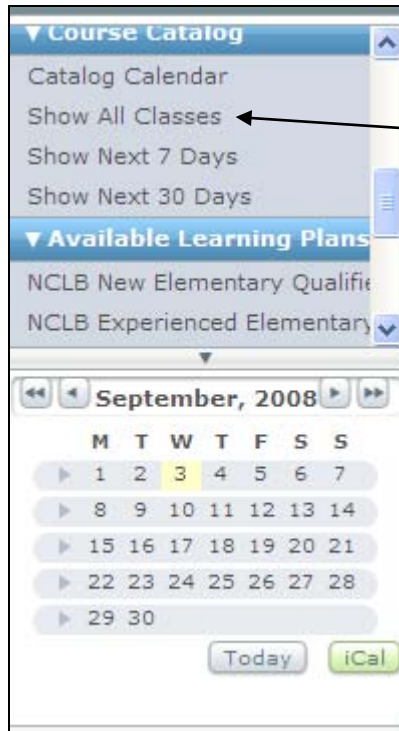 ▼ Course Catalog
Catalog Calendar
Show All Classes
Show Next 7 Days
Show Next 30 Days
▼ Available Learning Plans
NCLB New Elementary Qualifie
NCLB Experienced Elementary
September, 2008
M T W T F S S
1 2 3 4 5 6 7
8 9 10 11 12 13 14
15 16 17 18 19 20 21
22 23 24 25 26 27 28
29 30
Today iCal